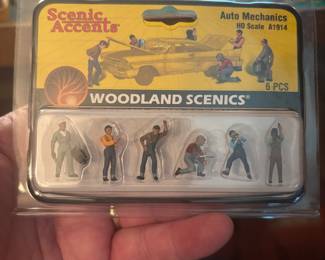 Scenic
Accents®
Auto Mechanics
HO Scale A1914
6-PCS
WOODLAND SCENICS®